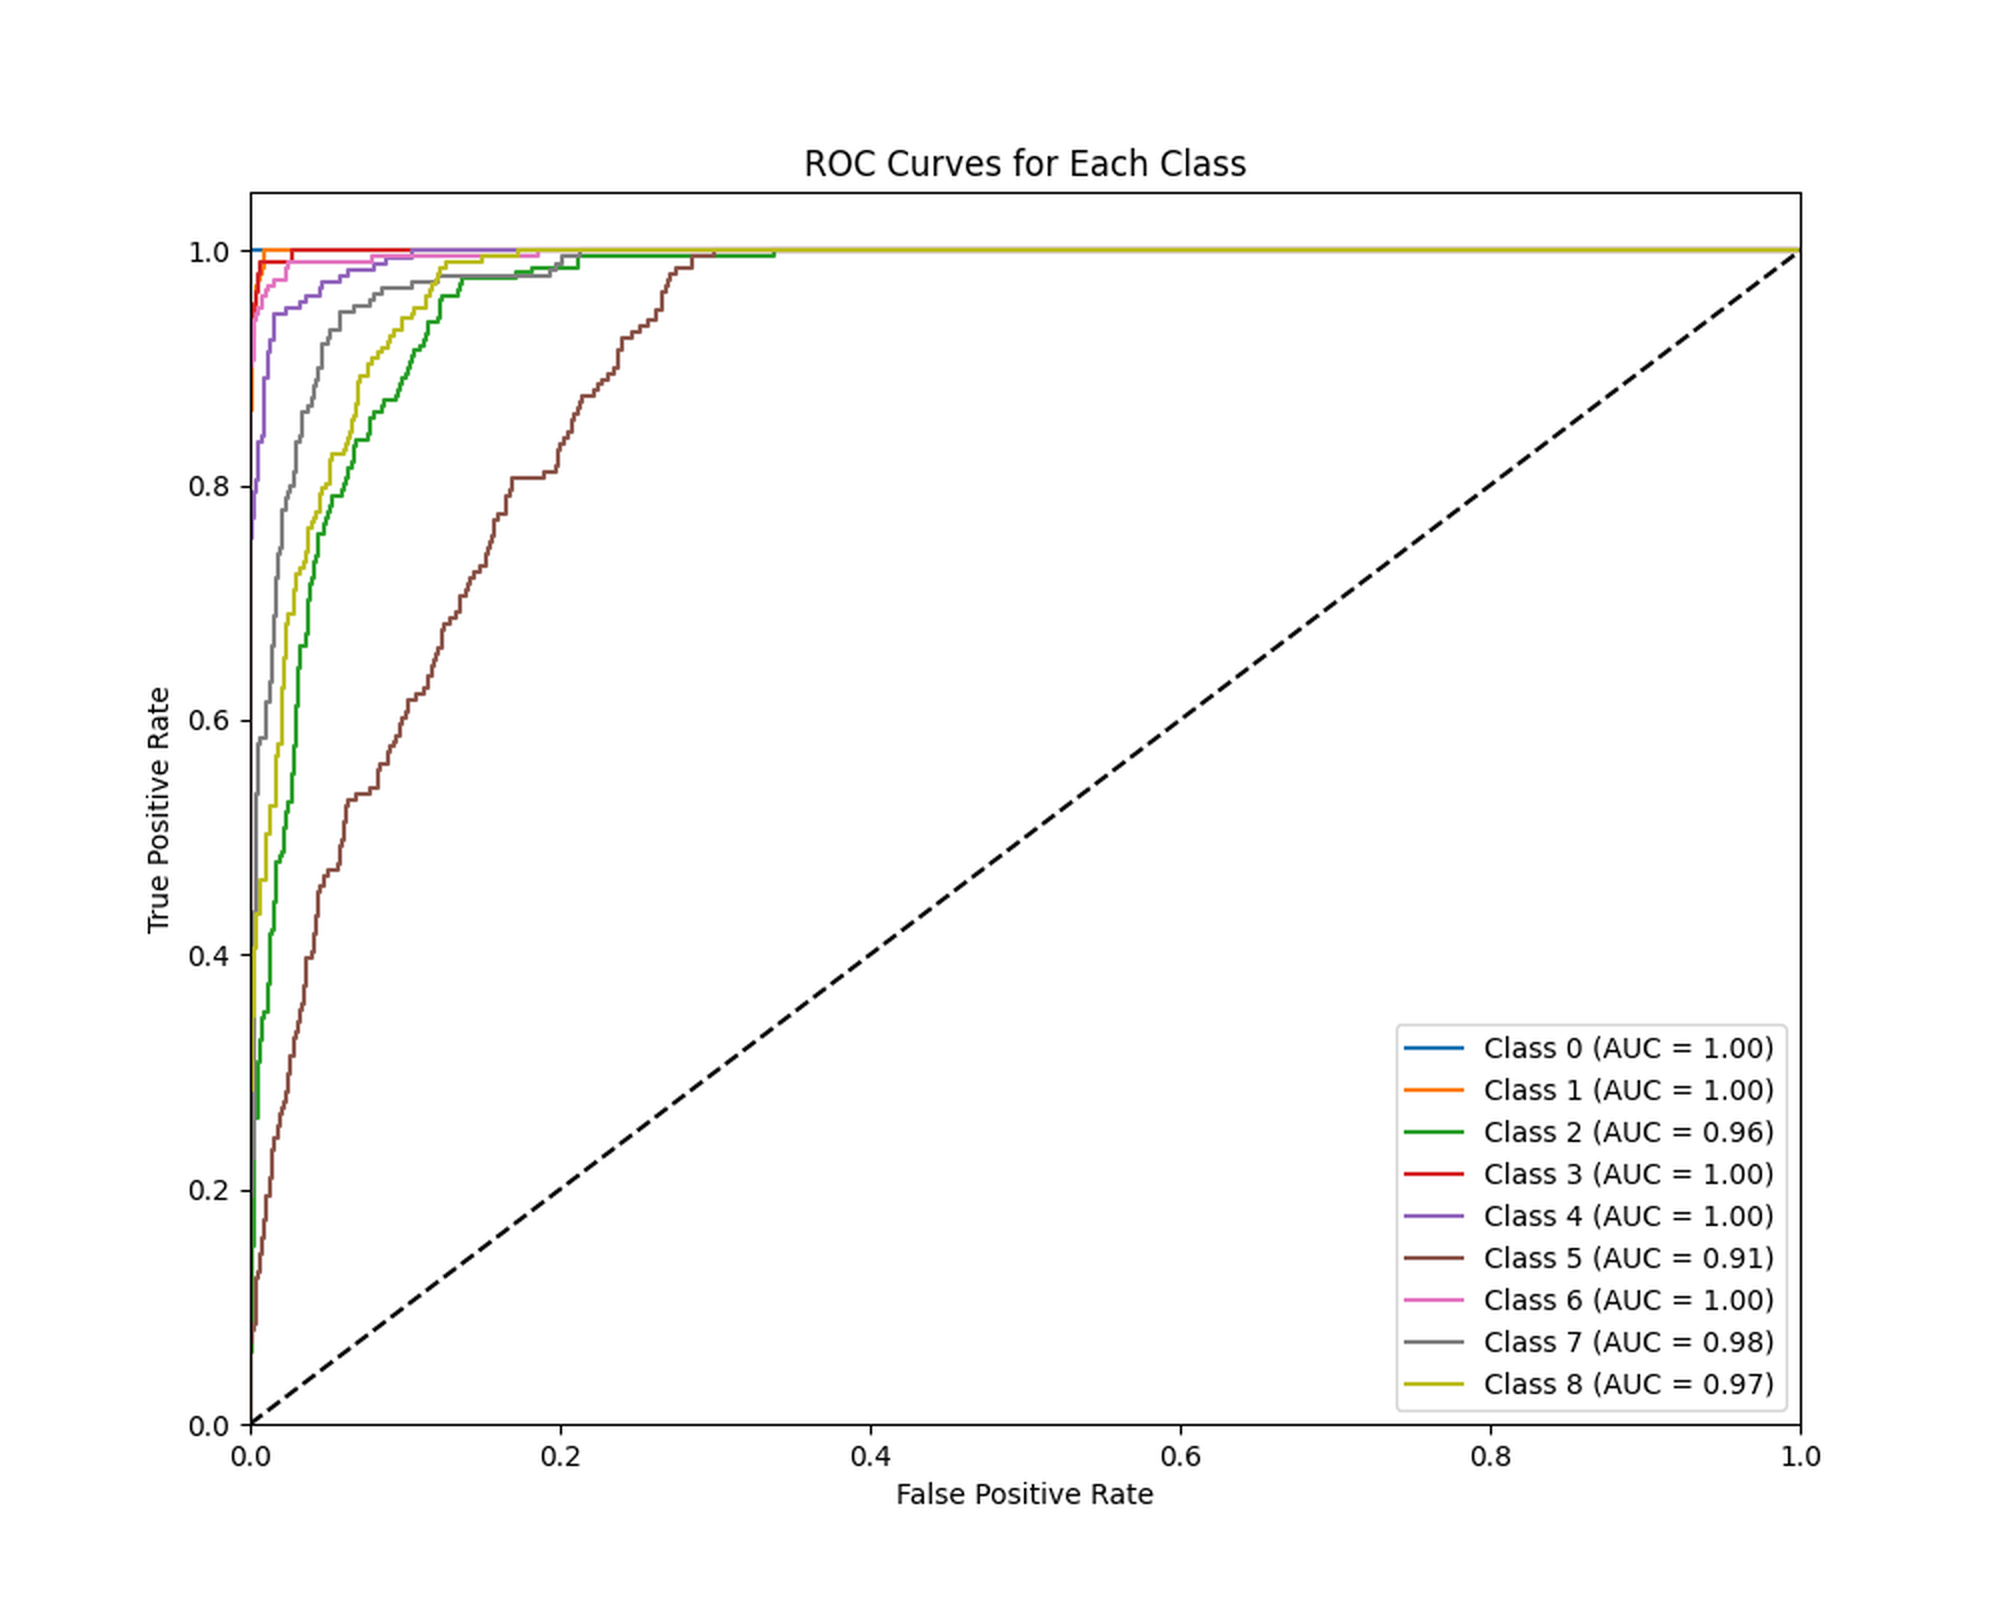 ROC Curves for Each Class
1.0
0.8
0.6
0.4
0.2
0.0
True Positive Rate
0.0 0.2 0.4 0.6 0.8 1.0
False Positive Rate
Class 0 (AUC = 1.00)
Class 1 (AUC = 1.00)
Class 2 (AUC = 0.96)
Class 3 (AUC = 1.00)
Class 4 (AUC = 1.00)
Class 5 (AUC = 0.91)
Class 6 (AUC = 1.00)
Class 7 (AUC = 0.98)
Class 8 (AUC = 0.97)